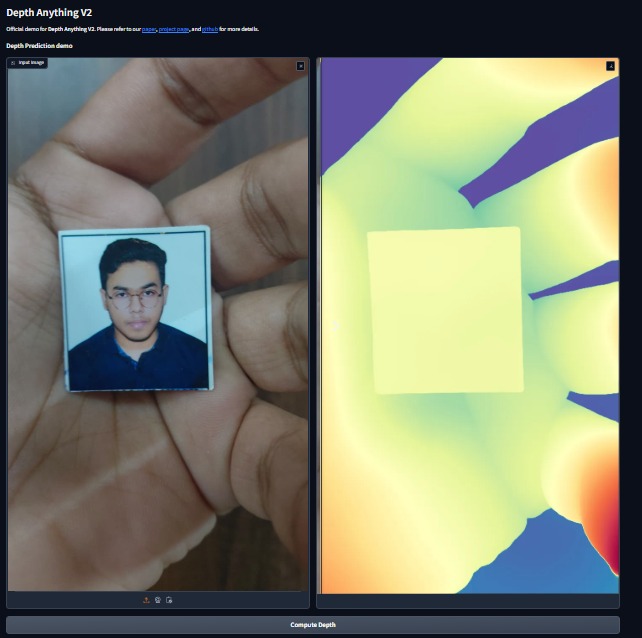 Depth Anything V2
Official demo for Depth Anything V2. Please refer to our paper, project page, and github for more details.
Depth Prediction demo
Input Image
Compute Depth